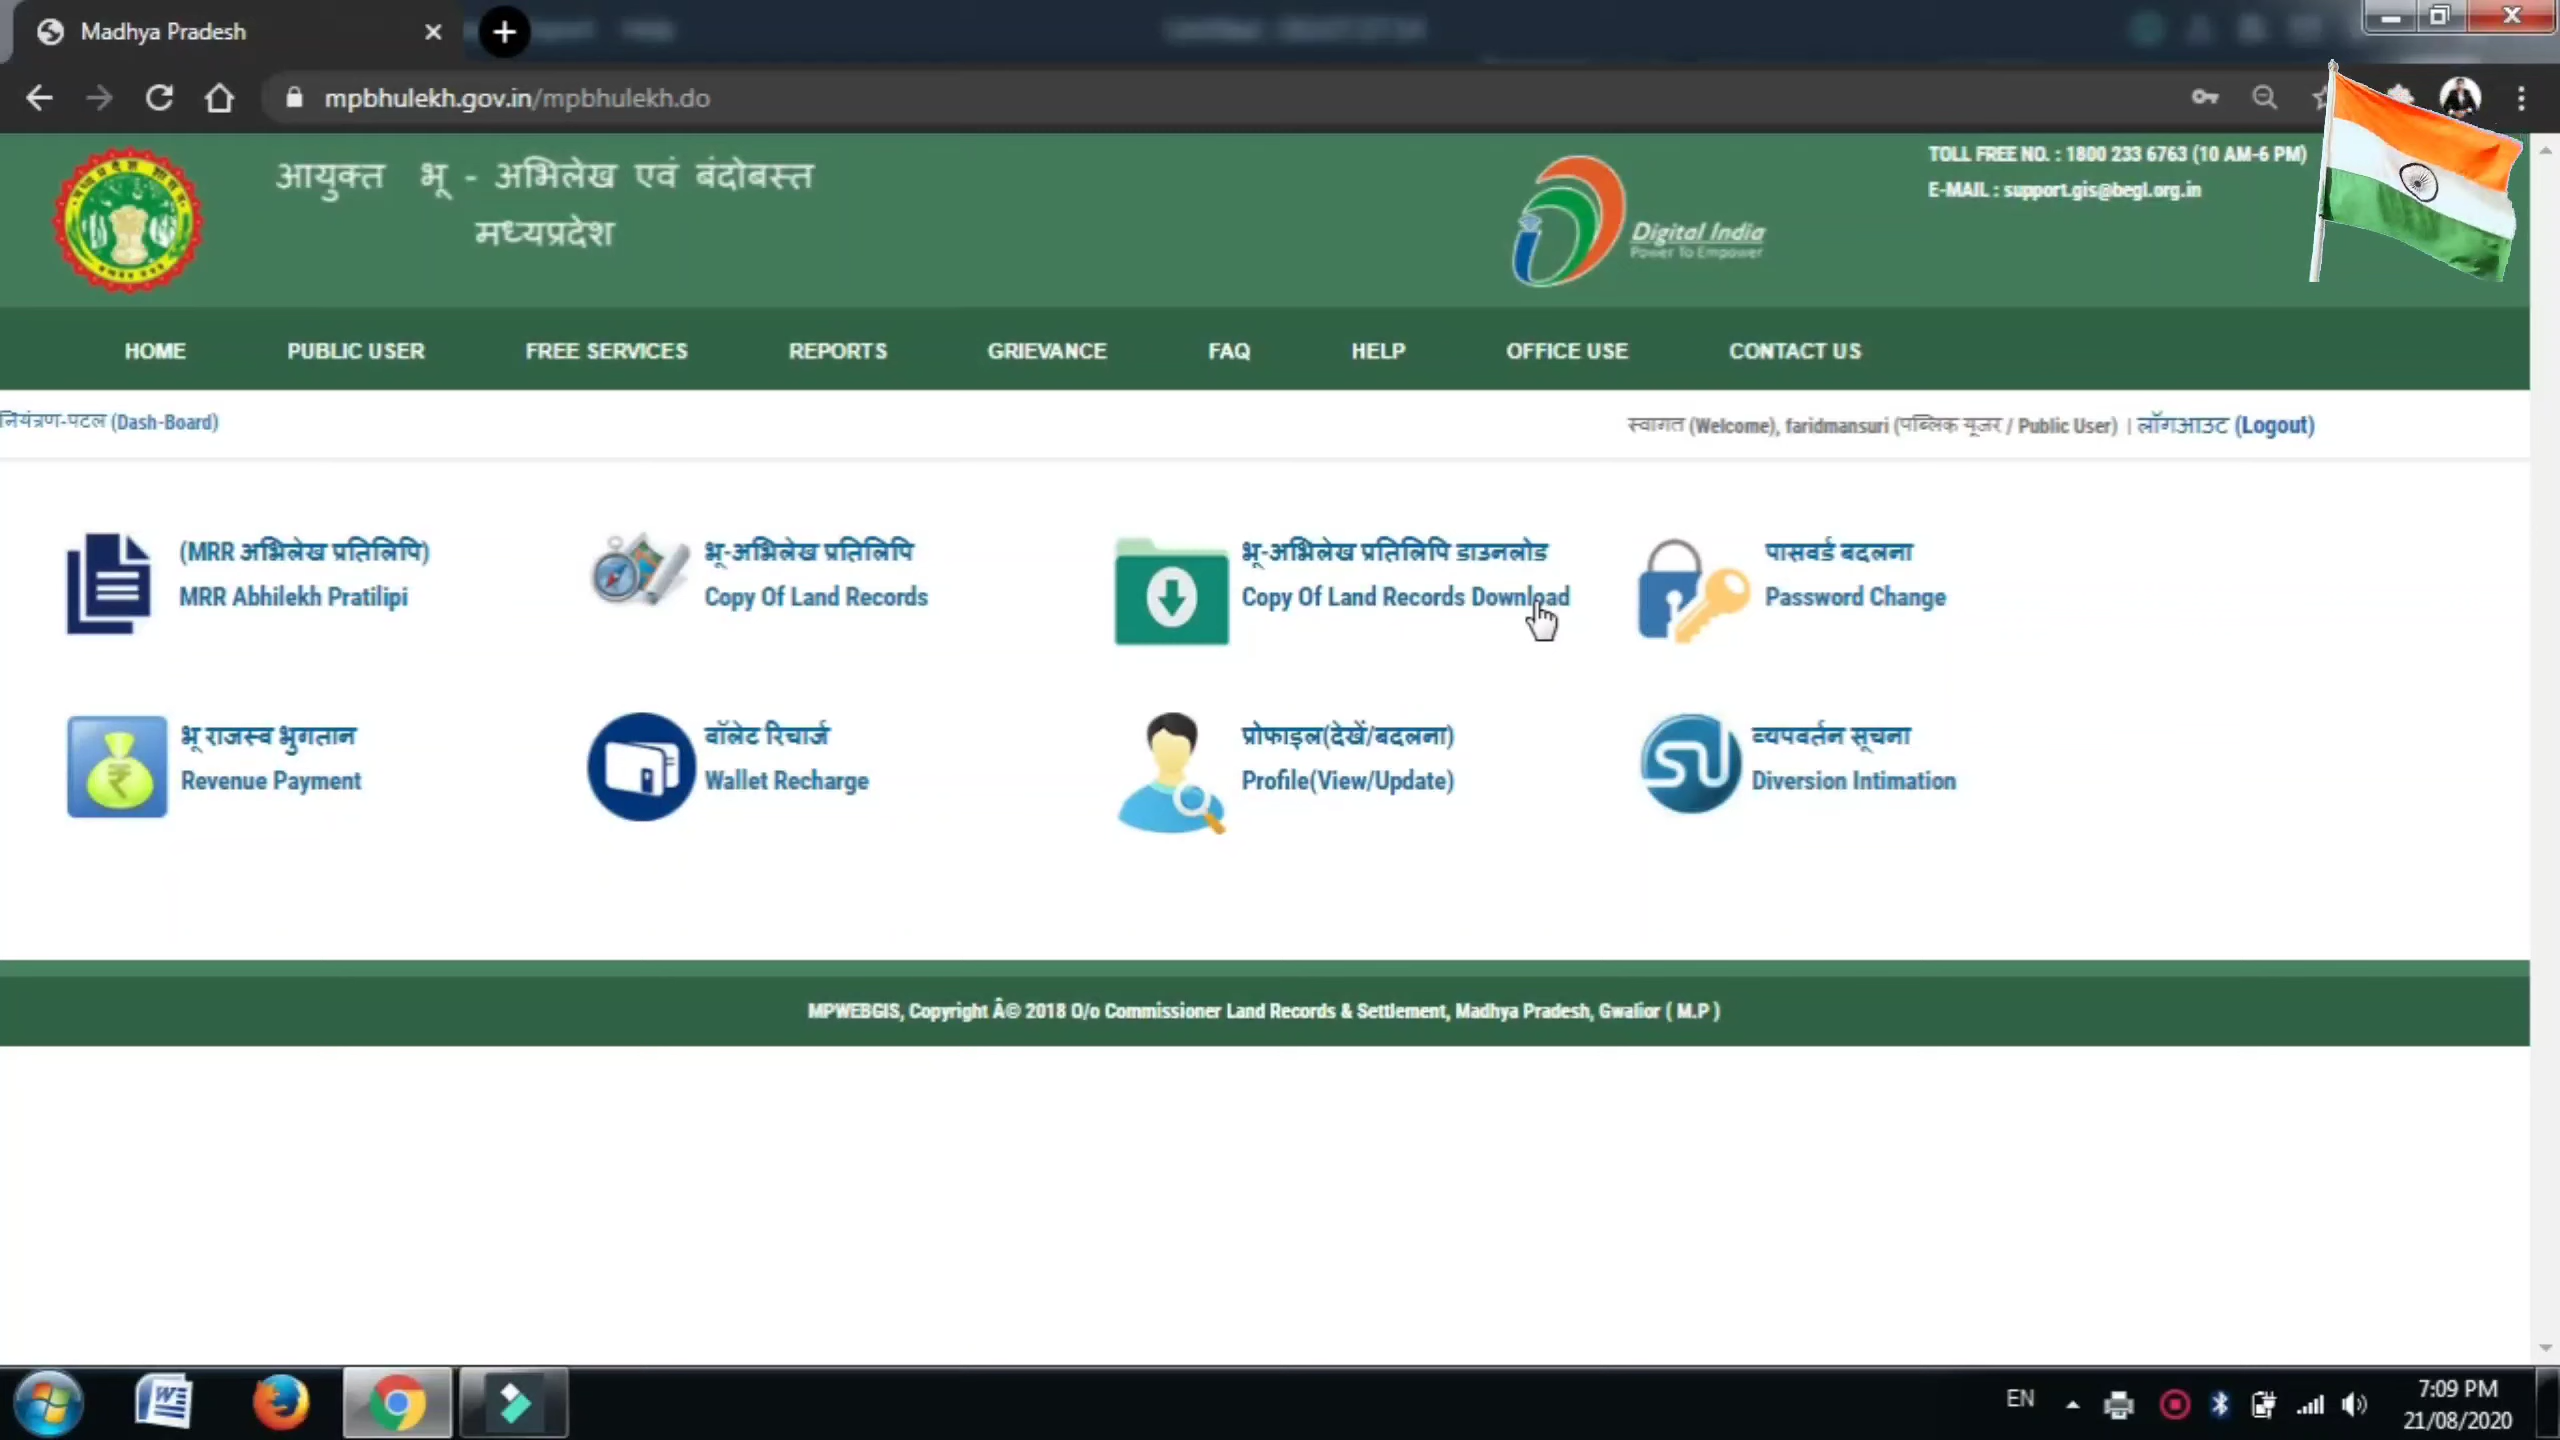 Madhya Pradesh
mpbhulekh.gov.in/mpbhulekh.do
आयुक्त भू - अभिलेख एवं बंदोबस्त
मध्यप्रदेश
Digital India
Power To Empower
TOLL FREE NO. : 1800 233 6763 (10 AM-6 PM)
E-MAIL : support.gis@begl.org.in
HOME PUBLIC USER FREE SERVICES REPORTS GRIEVANCE FAQ HELP OFFICE USE CONTACT US
नियंत्रण-पटल (Dash-Board)
स्वागत (Welcome), faridmansuri (पब्लिक यूजर / Public User) | लॉगआउट (Logout)
(MRR अभिलेख प्रतिलिपि)
MRR Abhilekh Pratilipi
भू-अभिलेख प्रतिलिपि
Copy Of Land Records
भू-अभिलेख प्रतिलिपि डाउनलोड
Copy Of Land Records Download
पासवर्ड बदलना
Password Change
भू राजस्व भुगतान
Revenue Payment
वॉलेट रिचार्ज
Wallet Recharge
प्रोफाइल(देखें/बदलना)
Profile(View/Update)
व्यपवर्तन सूचना
Diversion Intimation
MPWEBGIS, Copyright Â© 2018 O/o Commissioner Land Records & Settlement, Madhya Pradesh, Gwalior ( M.P )
EN
7:09 PM
21/08/2020